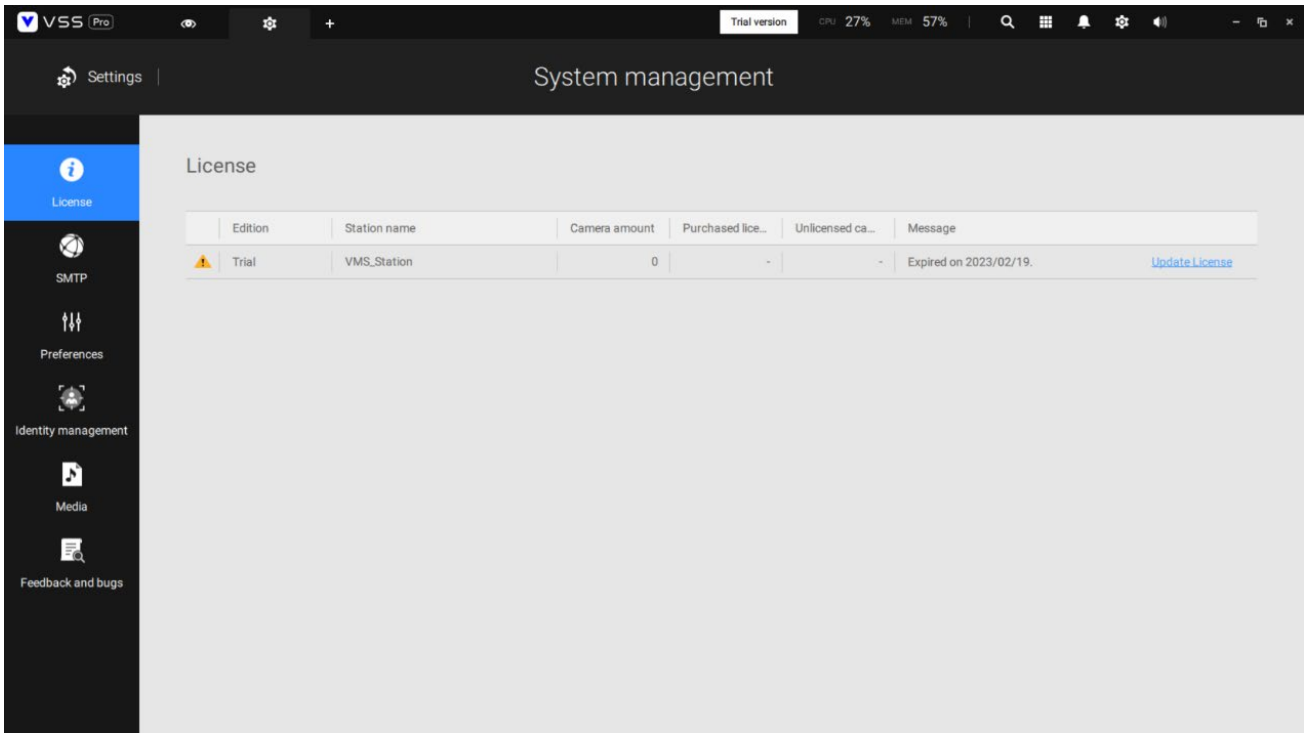 VSS Pro
Trial version CPU 27% MEM 57%
Settings
System management
License
SMTP
Preferences
Identity management
Media
Feedback and bugs
License
Edition Station name Camera amount Purchased lice... Unlicensed ca... Message
Trial VMS_Station 0 - - Expired on 2023/02/19. Update License